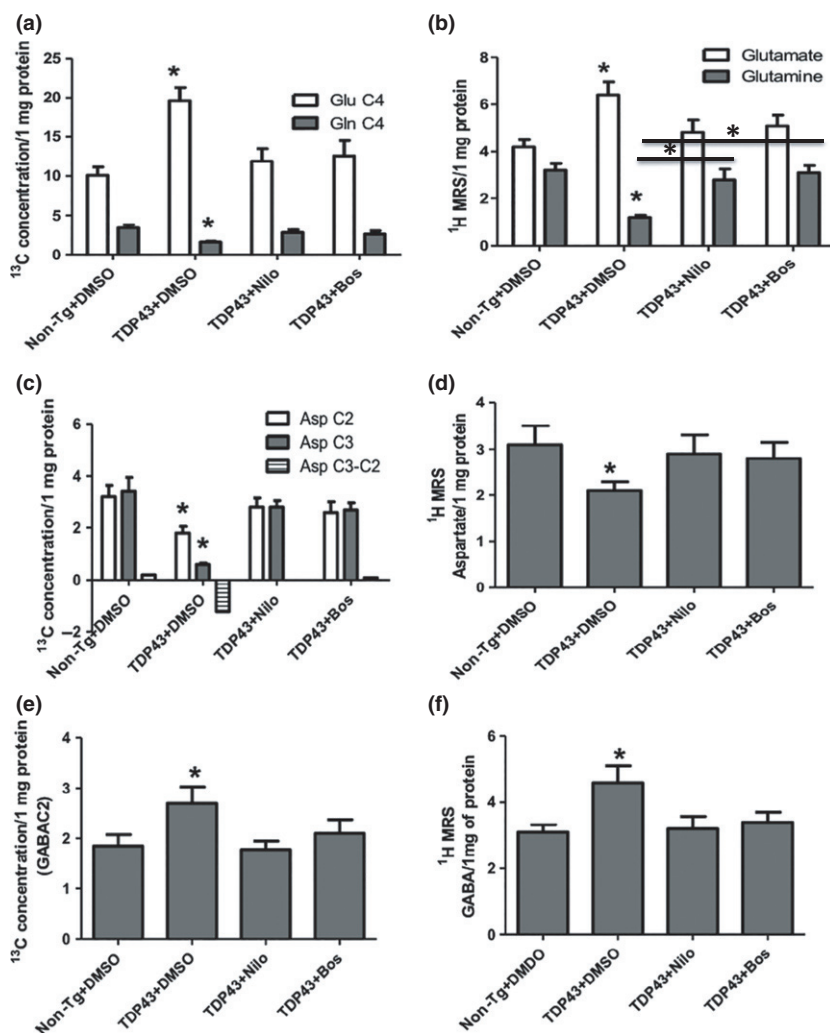 (a)
25
20
15
10
5
0
¹³C concentration/1 mg protein
*
*
Glu C4
Gln C4
Non-Tg+DMSO
TDP43+DMSO
TDP43+Nilo
TDP43+Bos
(b)
8
6
4
2
0
¹H MRS/1 mg protein
*
*
*
*
Glutamate
Glutamine
Non-Tg+DMSO
TDP43+DMSO
TDP43+Nilo
TDP43+Bos
(c)
6
4
2
0
–2
¹³C concentration/1 mg protein
*
*
Asp C2
Asp C3
Asp C3-C2
Non-Tg+DMSO
TDP43+DMSO
TDP43+Nilo
TDP43+Bos
(d)
4
3
2
1
0
¹H MRS
Aspartate/1 mg protein
*
Non-Tg+DMSO
TDP43+DMSO
TDP43+Nilo
TDP43+Bos
(e)
4
3
2
1
0
¹³C concentration/1 mg protein
(GABAC2)
*
Non-Tg+DMSO
TDP43+DMSO
TDP43+Nilo
TDP43+Bos
(f)
6
4
2
0
¹H MRS
GABA/1mg of protein
*
Non-Tg+DMDO
TDP43+DMSO
TDP43+Nilo
TDP43+Bos